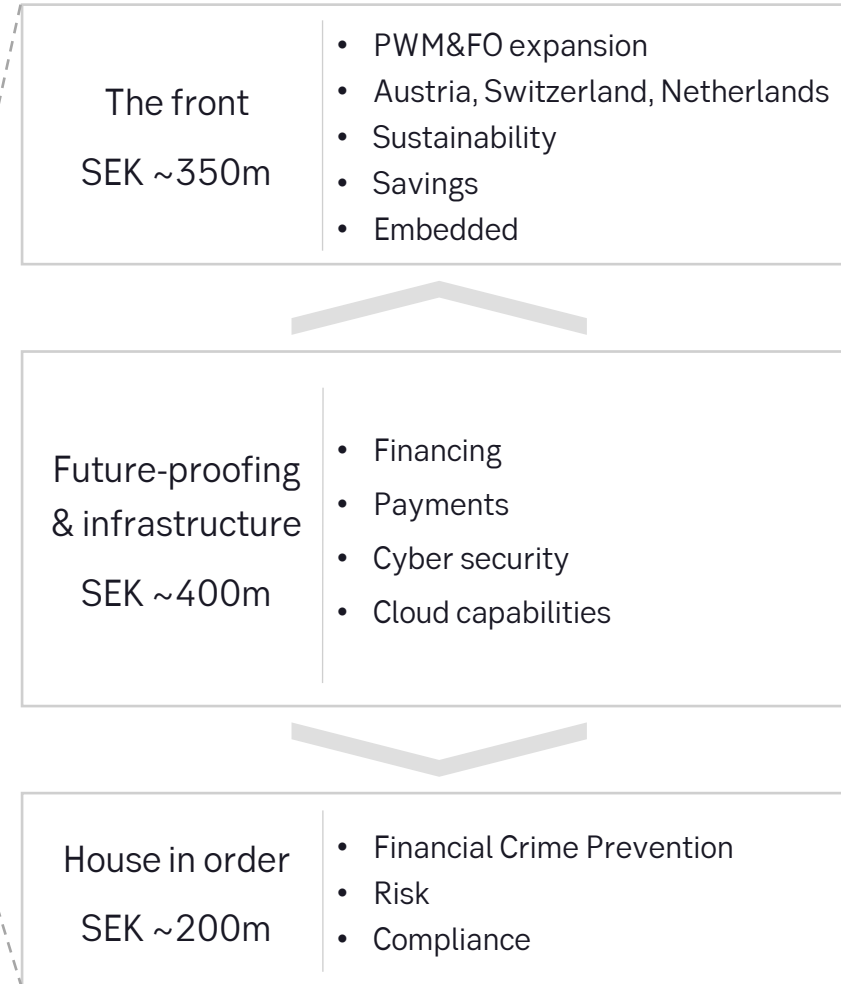 The front
SEK ~350m
• PWM&FO expansion
• Austria, Switzerland, Netherlands
• Sustainability
• Savings
• Embedded
Future-proofing
& infrastructure
SEK ~400m
• Financing
• Payments
• Cyber security
• Cloud capabilities
House in order
SEK ~200m
• Financial Crime Prevention
• Risk
• Compliance